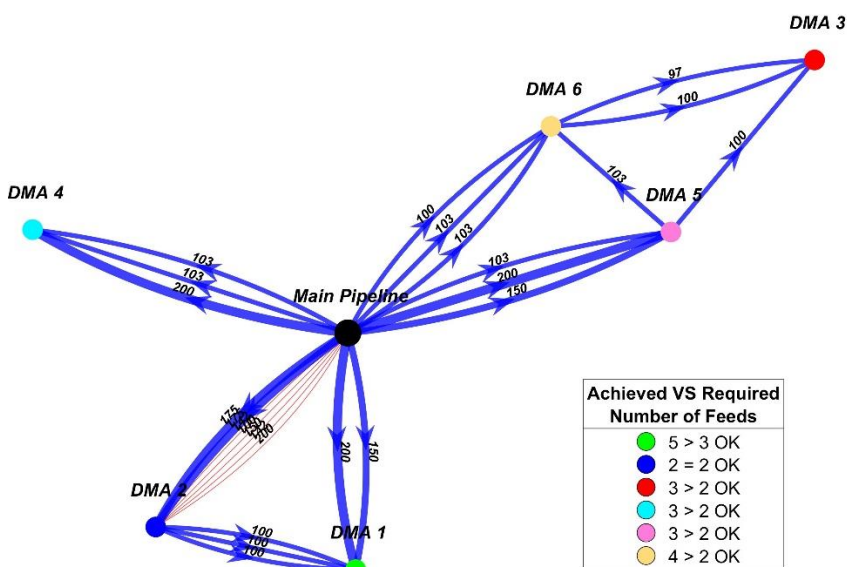 DMA 3
DMA 6
97
100
DMA 4
100
103
103
103
100
DMA 5
103
103
200
103
200
150
Main Pipeline
Achieved VS Required
Number of Feeds
5 > 3 OK
2 = 2 OK
3 > 2 OK
3 > 2 OK
3 > 2 OK
4 > 2 OK
175
200
200
150
DMA 2
100
100
100
DMA 1